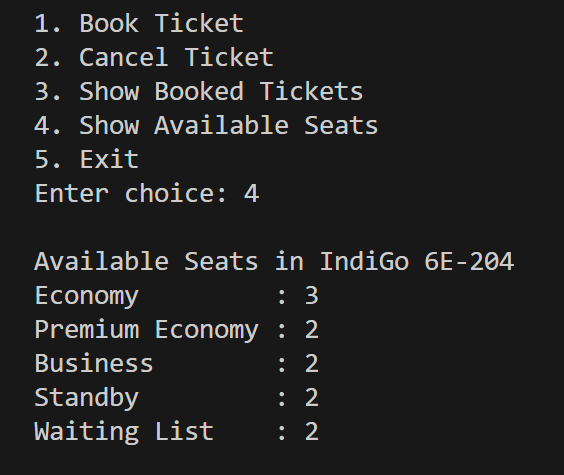 1. Book Ticket
2. Cancel Ticket
3. Show Booked Tickets
4. Show Available Seats
5. Exit
Enter choice: 4

Available Seats in IndiGo 6E-204
Economy         : 3
Premium Economy : 2
Business        : 2
Standby         : 2
Waiting List    : 2